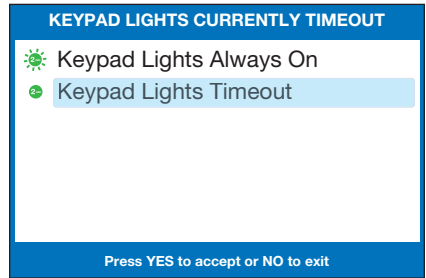 KEYPAD LIGHTS CURRENTLY TIMEOUT
Keypad Lights Always On
Keypad Lights Timeout
Press YES to accept or NO to exit